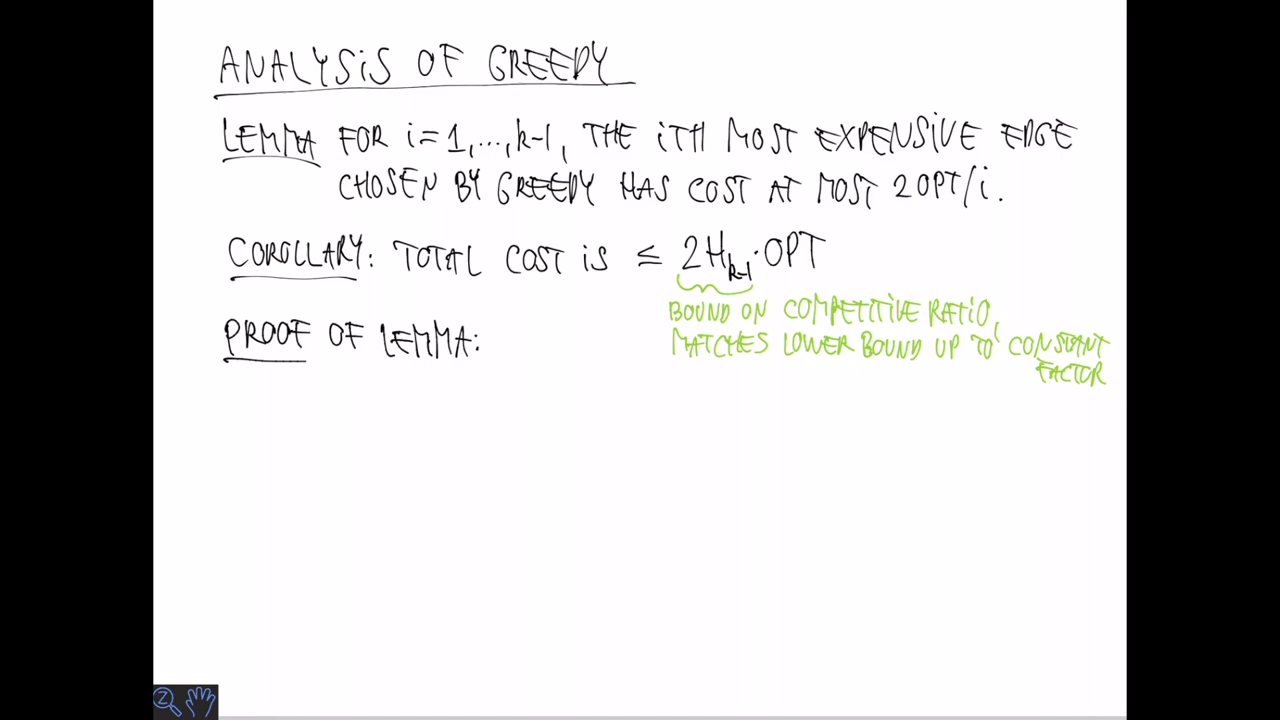 ANALYSiS OF GREEDY
LEMMA FOR i=1,...,k-1, THE iTH MOST EXPENSIVE EDGE
CHOSEN BY GREEDY HAS COST AT MOST 2OPT/i.
COROLLARY: TOTAL COST iS ≤ 2H_{k-1}·OPT
BOUND ON COMPETITIVE RATIO,
MATCHES LOWER BOUND UP TO CONSTANT
FACTOR
PROOF OF LEMMA:
Z